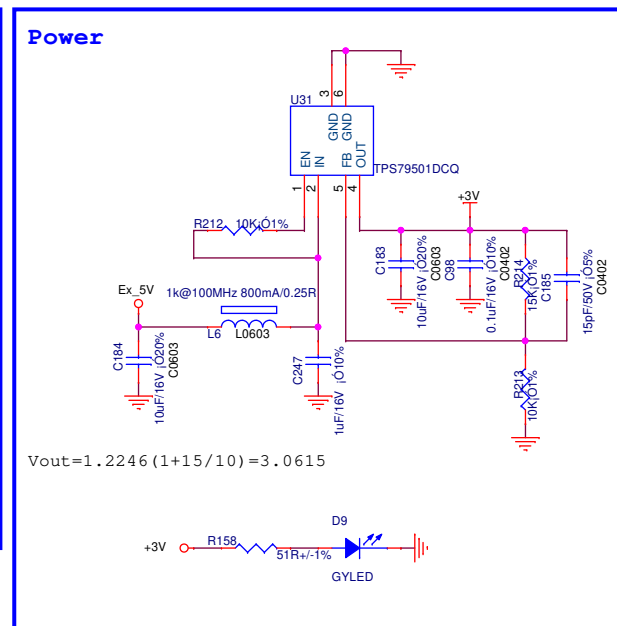 Power
U31
3
6
GND
GND
EN
IN
FB
OUT
TPS79501DCQ
1
2
5
4
+3V
R212
10K¡Ó1%
C183
10uF/16V ¡Ó20%
C0603
C98
0.1uF/16V ¡Ó10%
C0402
R214
15K¡Ó1%
C185
15pF/50V ¡Ó5%
C0402
Ex_5V
1k@100MHz 800mA/0.25R
L6
L0603
C184
10uF/16V ¡Ó20%
C0603
C247
1uF/16V ¡Ó10%
R213
10K¡Ó1%
Vout=1.2246(1+15/10)=3.0615
D9
+3V
R158
51R+/-1%
GYLED